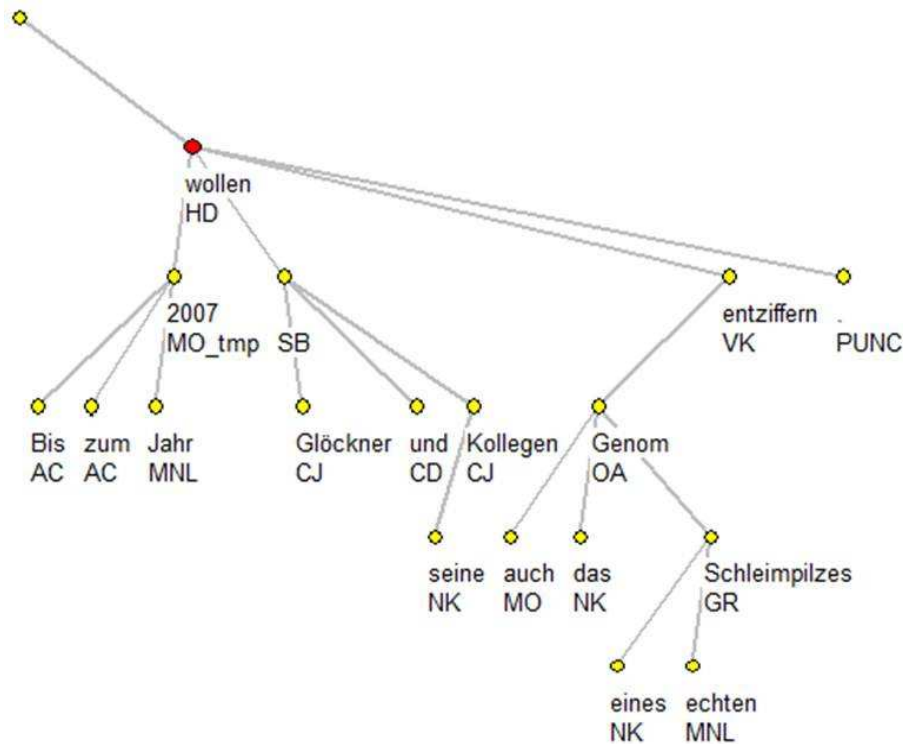 wollen
HD
2007
MO_tmp
SB
entziffern
VK
.
PUNC
Bis
AC
zum
AC
Jahr
MNL
Glöckner
CJ
und
CD
Kollegen
CJ
Genom
OA
seine
NK
auch
MO
das
NK
Schleimpilzes
GR
eines
NK
echten
MNL